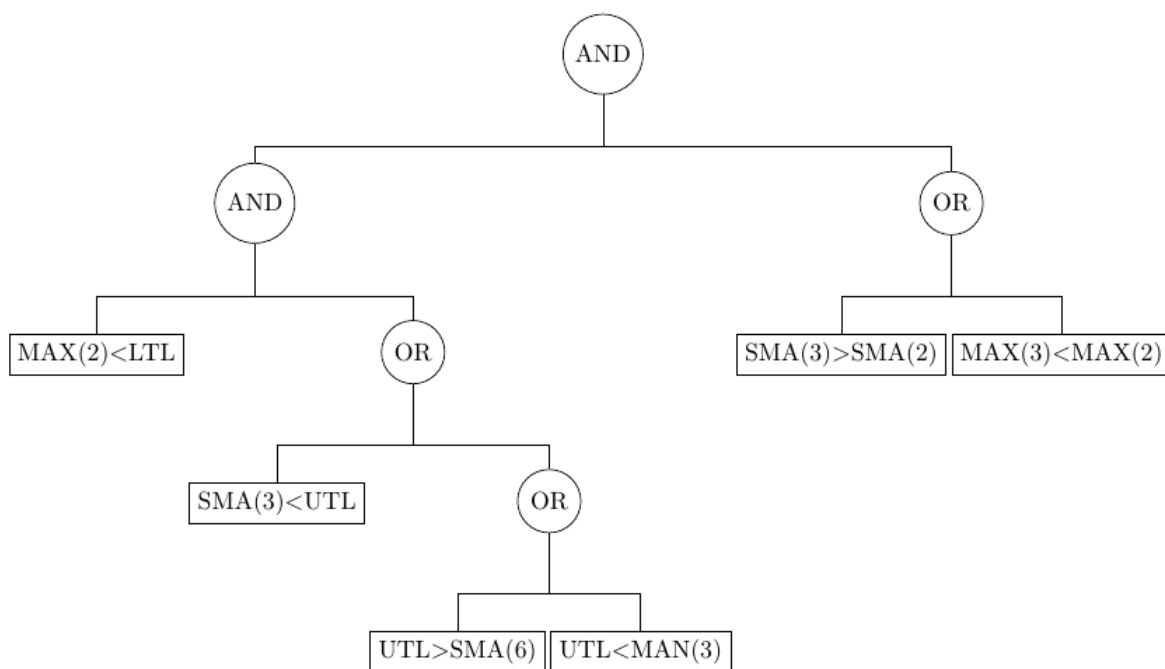 AND
AND
OR
MAX(2)<LTL
OR
SMA(3)>SMA(2)
MAX(3)<MAX(2)
SMA(3)<UTL
OR
UTL>SMA(6)
UTL<MAN(3)